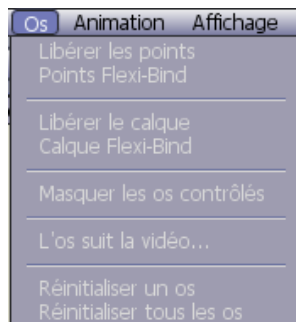 Os Animation Affichage
Libérer les points
Points Flexi-Bind
Libérer le calque
Calque Flexi-Bind
Masquer les os contrôlés
L'os suit la vidéo...
Réinitialiser un os
Réinitialiser tous les os